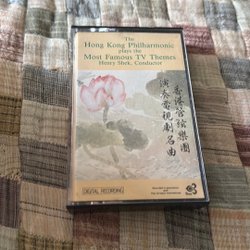 The
Hong Kong Philharmonic
plays the
Most Famous TV Themes
Henry Shek, Conductor
香港管弦樂團
演奏電視劇名曲
DIGITAL RECORDING